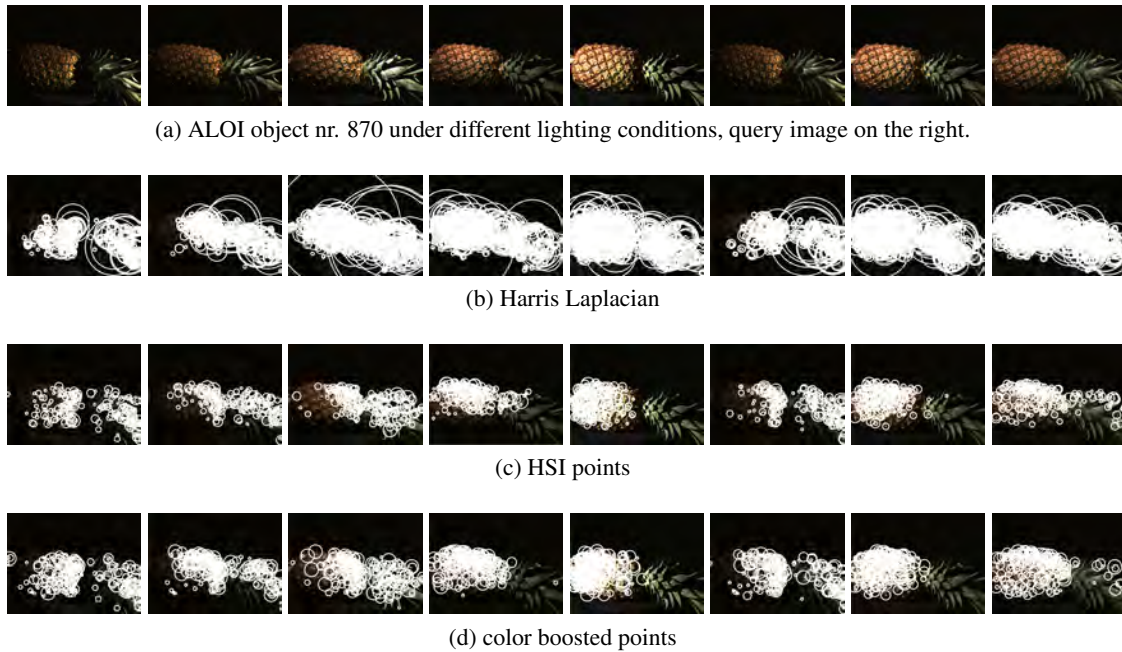 (a) ALOI object nr. 870 under different lighting conditions, query image on the right.
(b) Harris Laplacian
(c) HSI points
(d) color boosted points